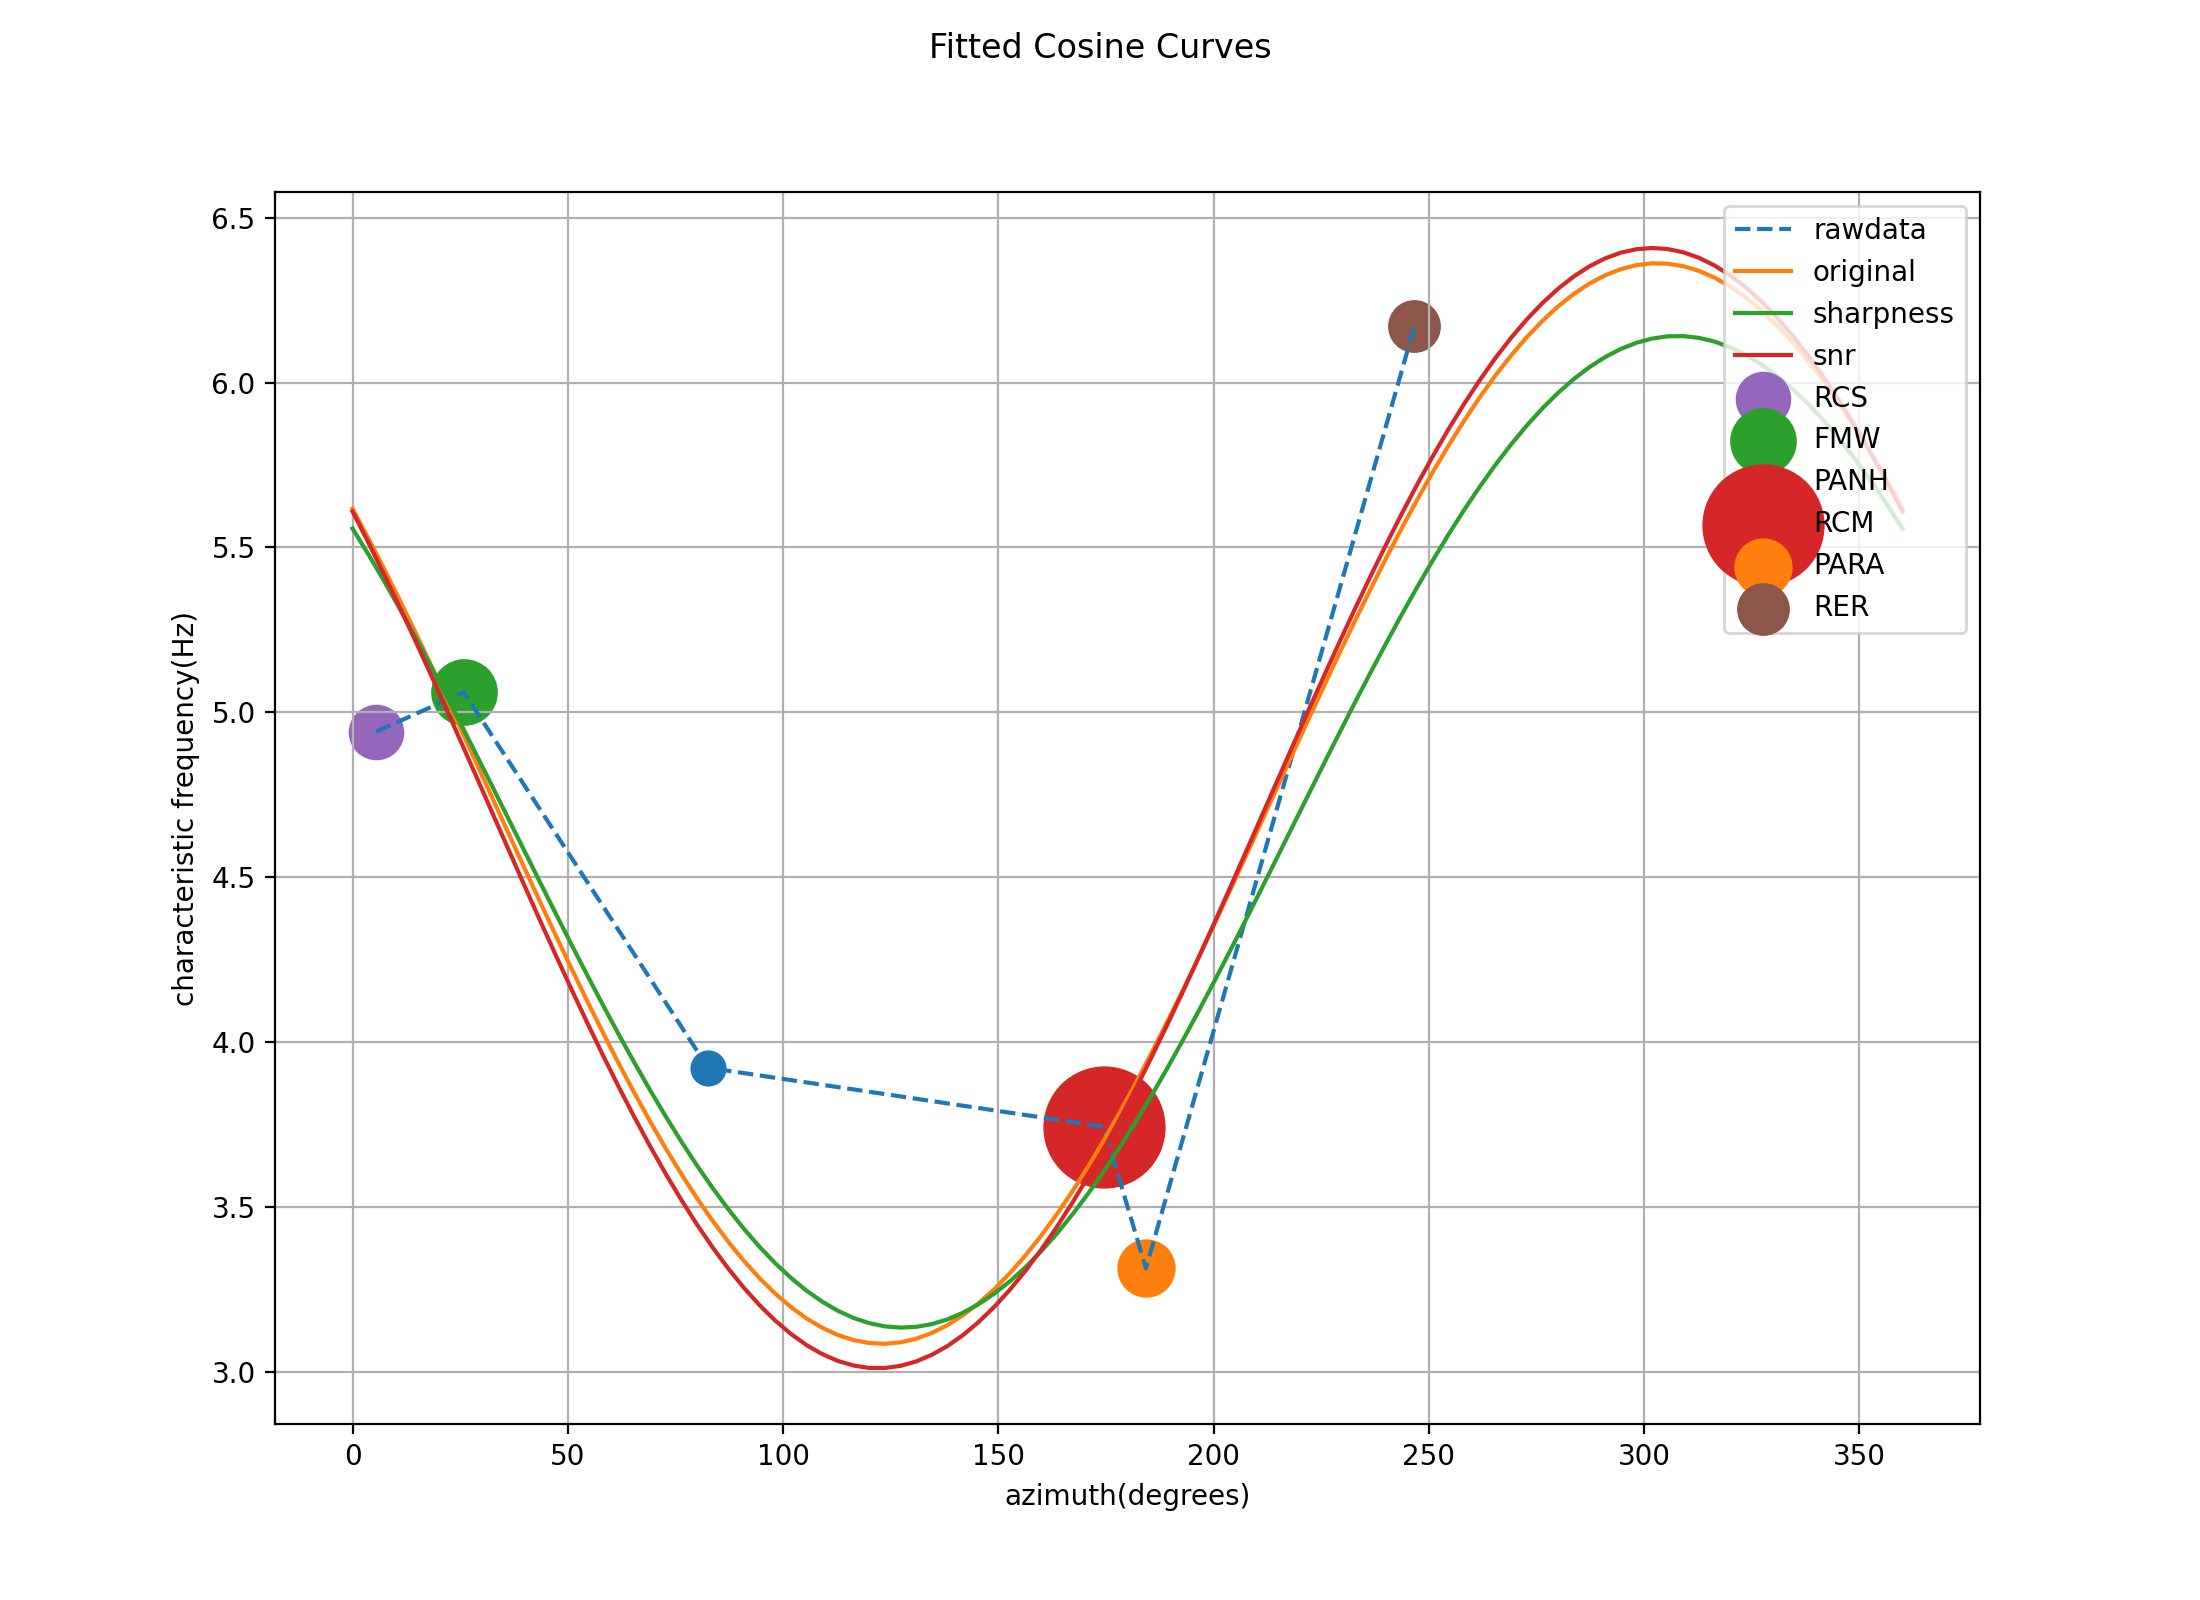 Fitted Cosine Curves
6.5
6.0
5.5
5.0
4.5
4.0
3.5
3.0
characteristic frequency(Hz)
rawdata
original
sharpness
snr
RCS
FMW
PANH
RCM
PARA
RER
0 50 100 150 200 250 300 350
azimuth(degrees)